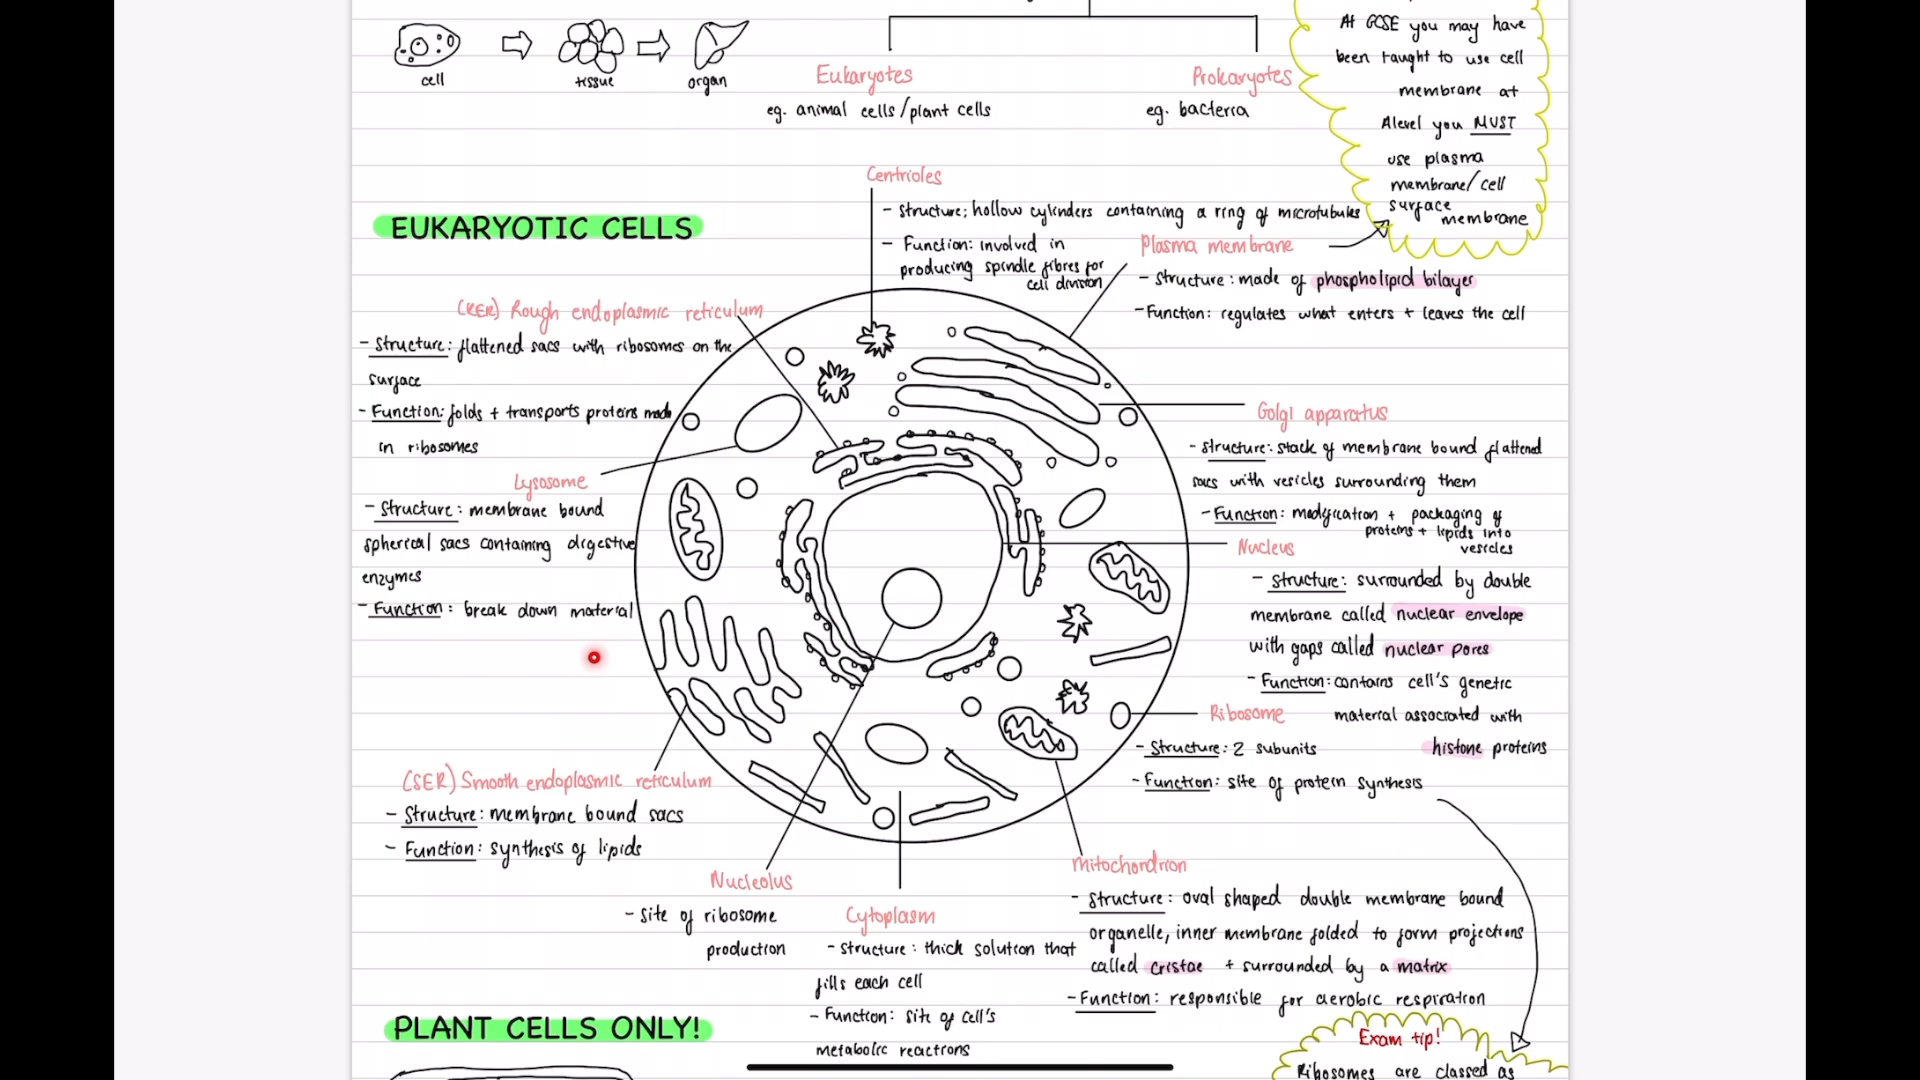 cell
tissue
organ
Eukaryotes
eg. animal cells/plant cells
Prokaryotes
eg. bacteria
At GCSE you may have
been taught to use cell
membrane at
Alevel you MUST
use plasma
membrane/cell
surface
membrane
EUKARYOTIC CELLS
Centrioles
- Structure; hollow cylinders containing a ring of microtubules
- Function: involved in
producing spindle fibres for
cell division
Plasma membrane
- Structure: made of phospholipid bilayer
- Function: regulates what enters + leaves the cell
(RER) Rough endoplasmic reticulum
- Structure: flattened sacs with ribosomes on the
surface
- Function: folds + transports proteins made
in ribosomes
Lysosome
- Structure: membrane bound
spherical sacs containing digestive
enzymes
- Function: break down material
Golgi apparatus
- Structure: stack of membrane bound flattened
sacs with vesicles surrounding them
- Function: modification + packaging of
proteins + lipids into
vesicles
Nucleus
- Structure: surrounded by double
membrane called nuclear envelope
with gaps called nuclear pores
- Function: contains cell's genetic
material associated with
histone proteins
Ribosome
- Structure: 2 subunits
- Function: site of protein synthesis
(SER) Smooth endoplasmic reticulum
- Structure: membrane bound sacs
- Function: synthesis of lipids
Nucleolus
- Site of ribosome
production
Cytoplasm
- Structure: thick solution that
fills each cell
- Function: site of cell's
metabolic reactions
Mitochondrion
- Structure: oval shaped double membrane bound
organelle, inner membrane folded to form projections
called cristae + surrounded by a matrix
- Function: responsible for aerobic respiration
PLANT CELLS ONLY!
Exam tip!
Ribosomes are classed as